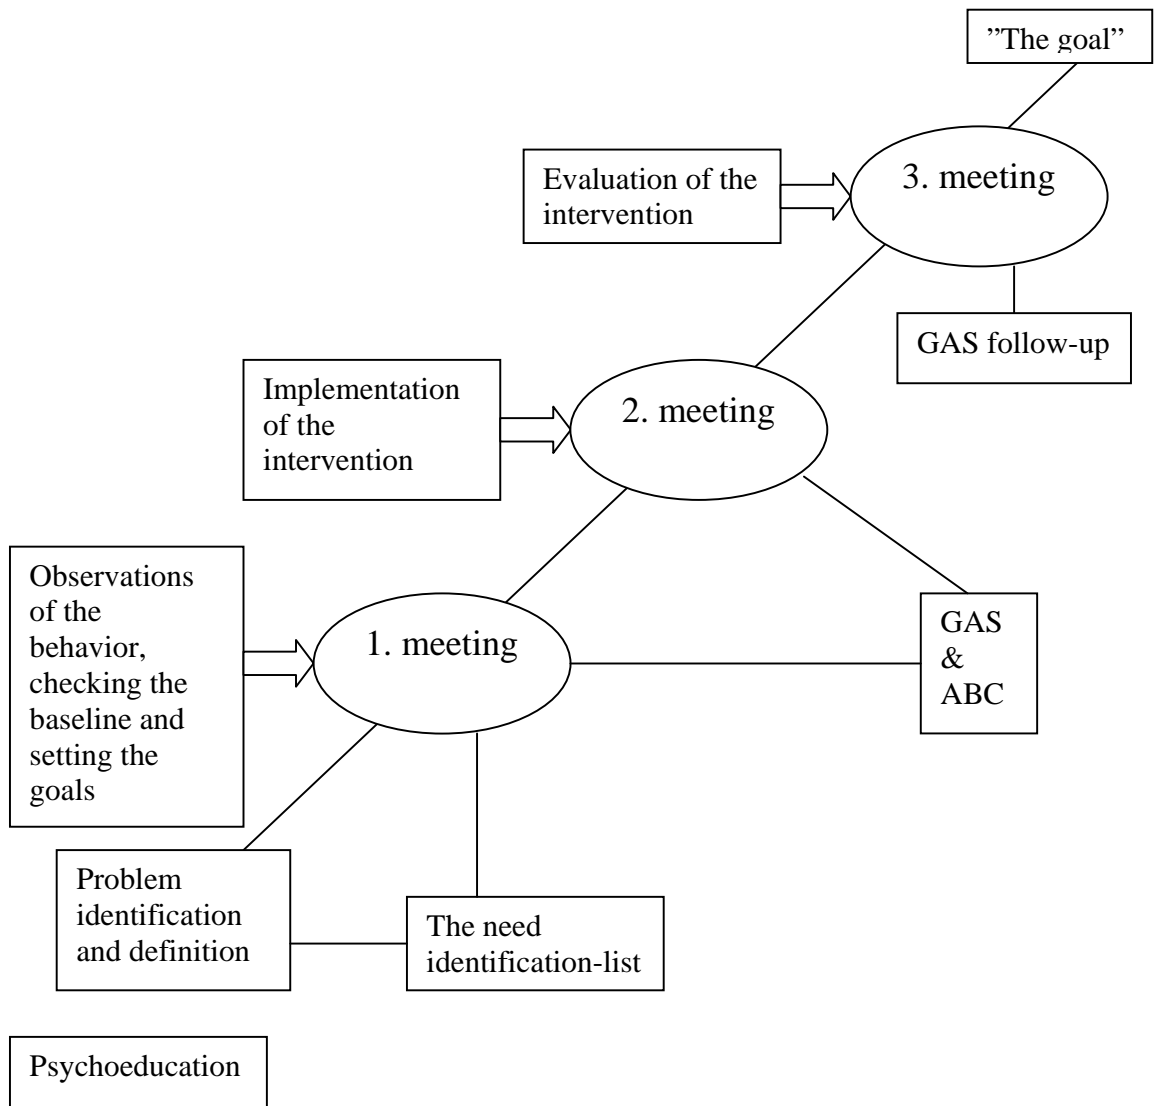 ”The goal”
3. meeting
Evaluation of the
intervention
GAS follow-up
2. meeting
Implementation
of the
intervention
Observations
of the
behavior,
checking the
baseline and
setting the
goals
1. meeting
GAS
&
ABC
Problem
identification
and definition
The need
identification-list
Psychoeducation